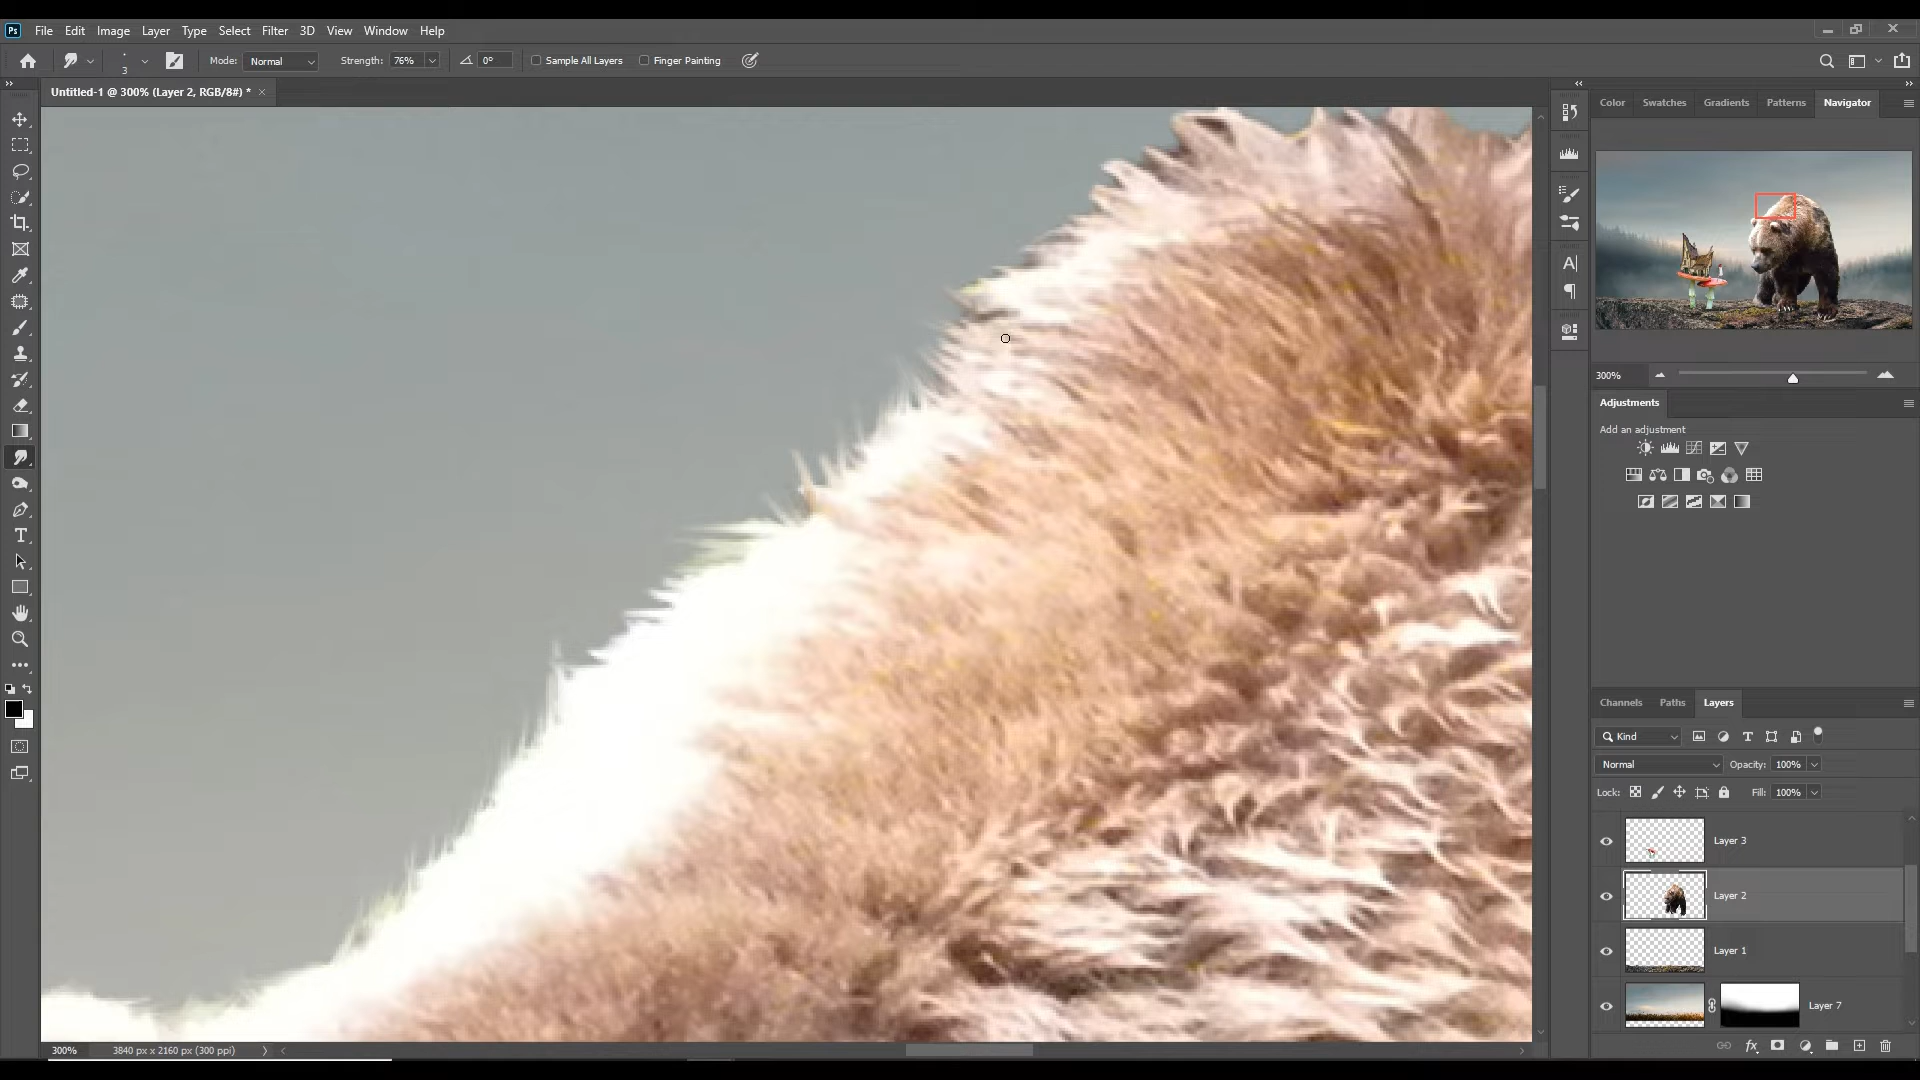 Ps File Edit Image Layer Type Select Filter 3D View Window Help
3 Mode: Normal Strength: 76% 0° Sample All Layers Finger Painting
Untitled-1 @ 300% (Layer 2, RGB/8#) * ×
Color Swatches Gradients Patterns Navigator
300%
Adjustments
Add an adjustment
Channels Paths Layers
Kind
Normal Opacity: 100%
Lock: Fill: 100%
Layer 3
Layer 2
Layer 1
Layer 7
300% 3840 px x 2160 px (300 ppi)